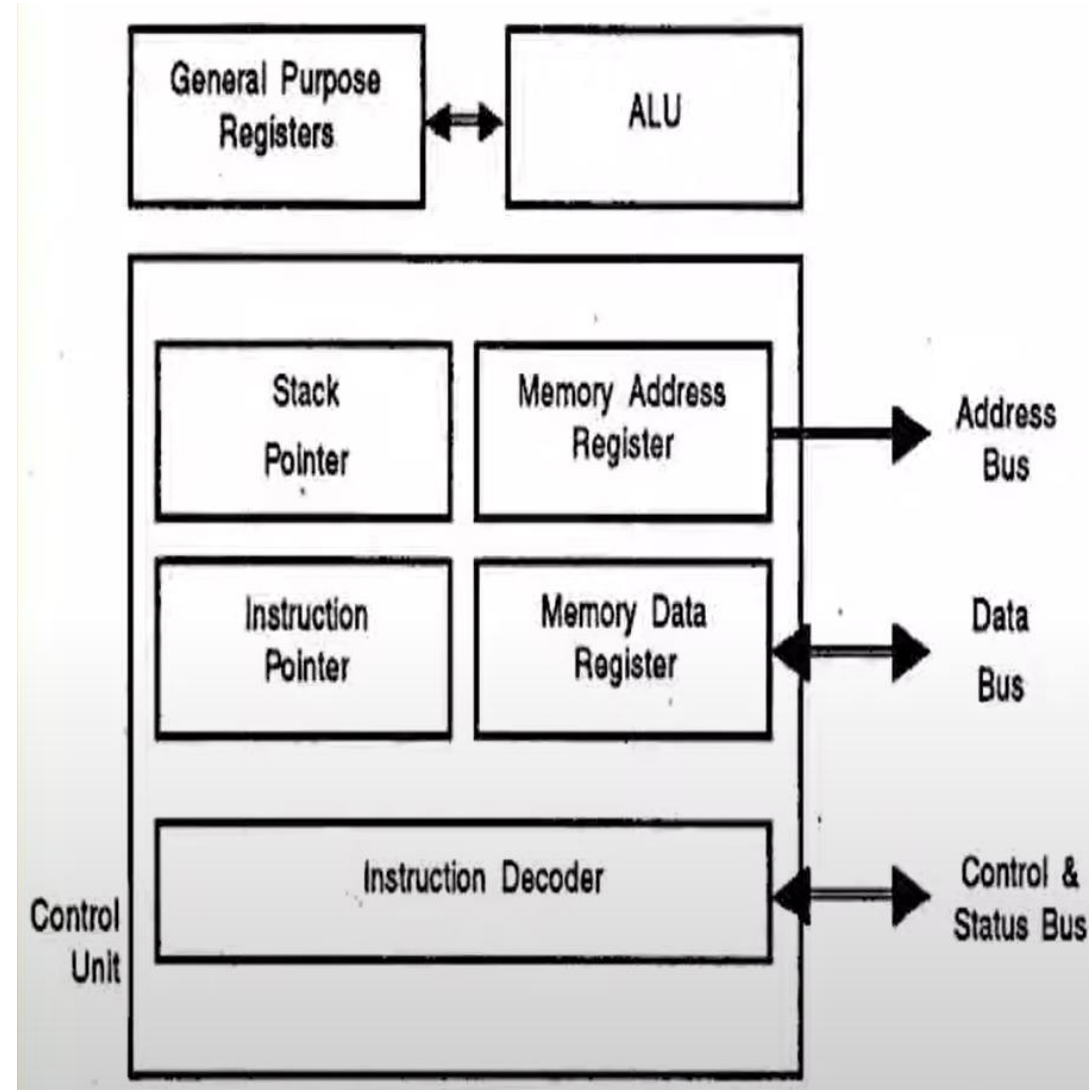 General Purpose
Registers
ALU
Stack
Pointer
Memory Address
Register
Address
Bus
Instruction
Pointer
Memory Data
Register
Data
Bus
Instruction Decoder
Control &
Status Bus
Control
Unit